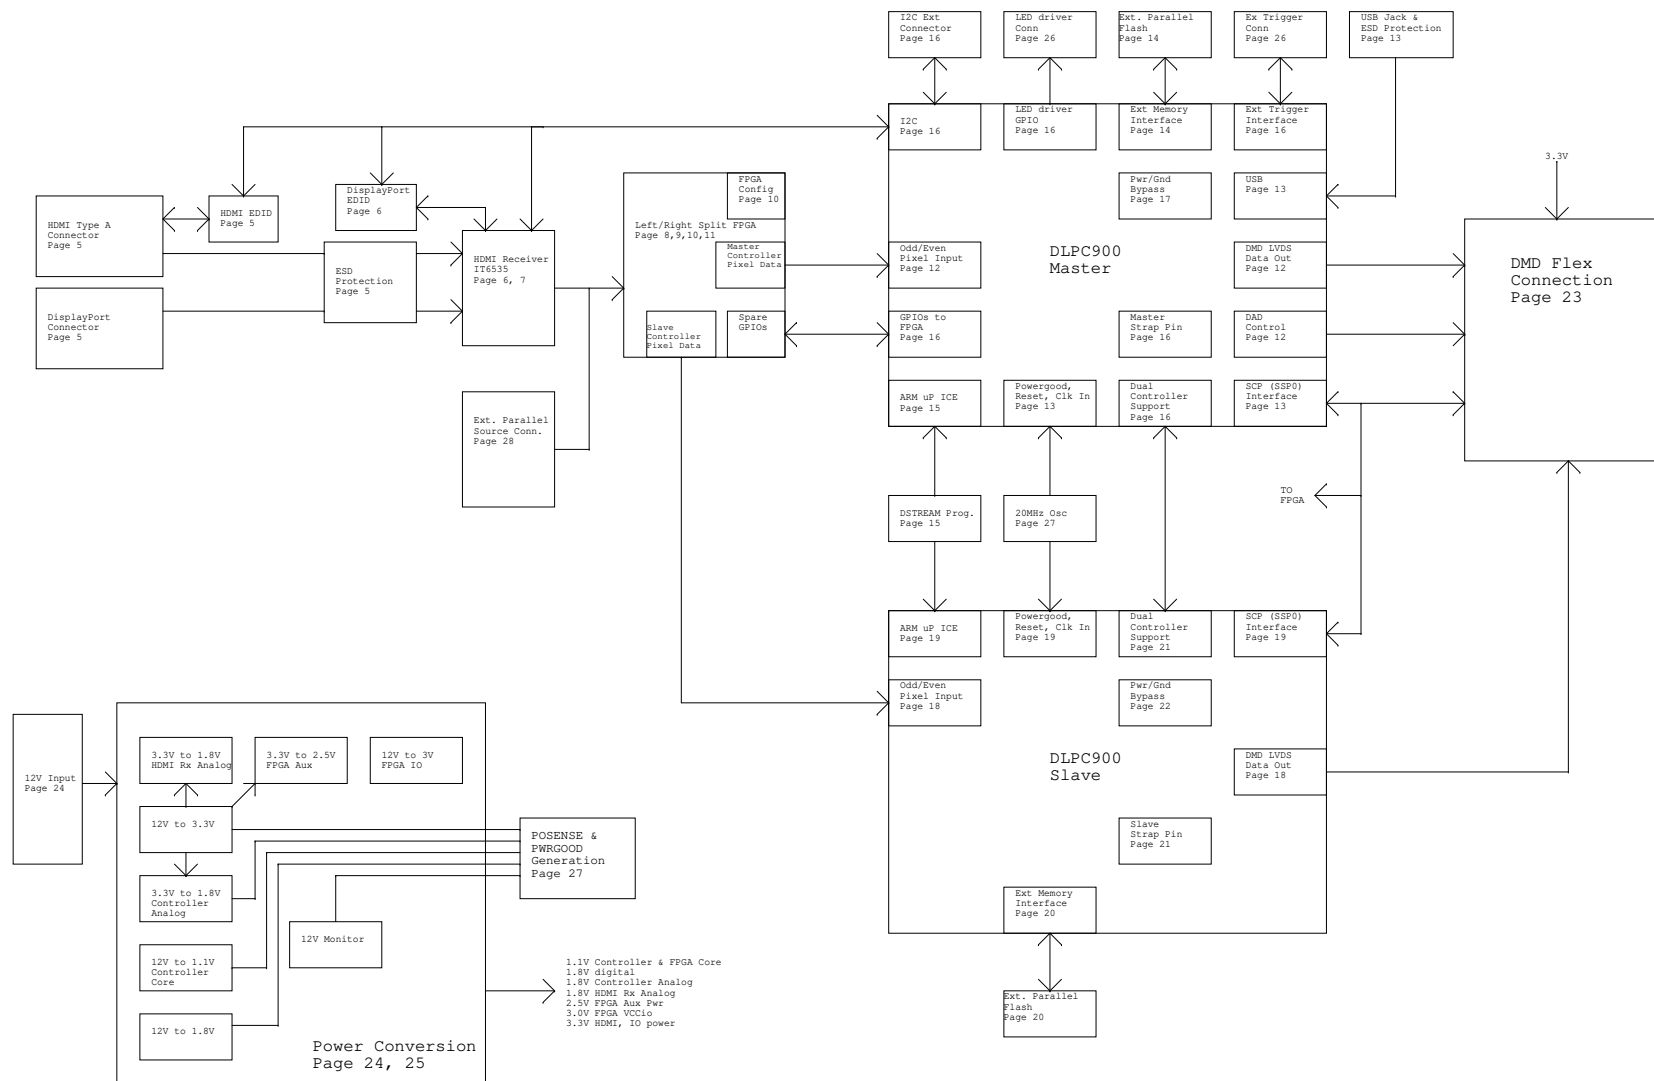 I2C Ext
Connector
Page 16
LED driver
Conn
Page 26
Ext. Parallel
Flash
Page 14
Ex Trigger
Conn
Page 26
USB Jack &
ESD Protection
Page 13
I2C
Page 16
LED driver
GPIO
Page 16
Ext Memory
Interface
Page 14
Ext Trigger
Interface
Page 16
3.3V
FPGA
Config
Page 10
Pwr/Gnd
Bypass
Page 17
USB
Page 13
HDMI Type A
Connector
Page 5
HDMI EDID
Page 5
DisplayPort
EDID
Page 6
Left/Right Split FPGA
Page 8,9,10,11
Master
Controller
Pixel Data
Odd/Even
Pixel Input
Page 12
DLPC900
Master
DMD LVDS
Data Out
Page 12
DMD Flex
Connection
Page 23
ESD
Protection
Page 5
HDMI Receiver
IT6535
Page 6, 7
DisplayPort
Connector
Page 5
Slave
Controller
Pixel Data
Spare
GPIOs
GPIOs to
FPGA
Page 16
Master
Strap Pin
Page 16
DAD
Control
Page 12
ARM uP ICE
Page 15
Powergood,
Reset, Clk In
Page 13
Dual
Controller
Support
Page 16
SCP (SSP0)
Interface
Page 13
Ext. Parallel
Source Conn.
Page 28
TO
FPGA
DSTREAM Prog.
Page 15
20MHz Osc
Page 27
ARM uP ICE
Page 19
Powergood,
Reset, Clk In
Page 19
Dual
Controller
Support
Page 21
SCP (SSP0)
Interface
Page 19
Odd/Even
Pixel Input
Page 18
Pwr/Gnd
Bypass
Page 22
DLPC900
Slave
DMD LVDS
Data Out
Page 18
Slave
Strap Pin
Page 21
Ext Memory
Interface
Page 20
Ext. Parallel
Flash
Page 20
12V Input
Page 24
3.3V to 1.8V
HDMI Rx Analog
3.3V to 2.5V
FPGA Aux
12V to 3V
FPGA IO
12V to 3.3V
POSENSE &
PWRGOOD
Generation
Page 27
3.3V to 1.8V
Controller
Analog
12V Monitor
12V to 1.1V
Controller
Core
12V to 1.8V
Power Conversion
Page 24, 25
1.1V Controller & FPGA Core
1.8V digital
1.8V Controller Analog
1.8V HDMI Rx Analog
2.5V FPGA Aux Pwr
3.0V FPGA VCCio
3.3V HDMI, IO power